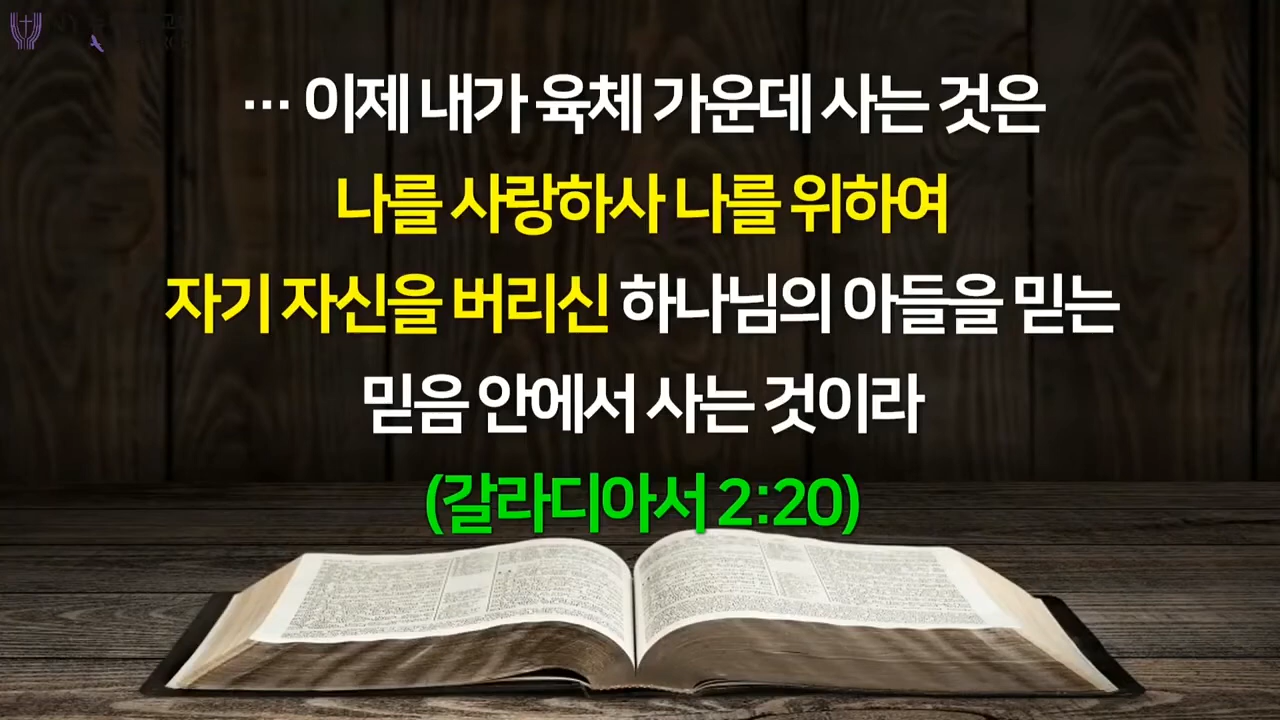 … 이제 내가 육체 가운데 사는 것은
나를 사랑하사 나를 위하여
자기 자신을 버리신 하나님의 아들을 믿는
믿음 안에서 사는 것이라
(갈라디아서 2:20)